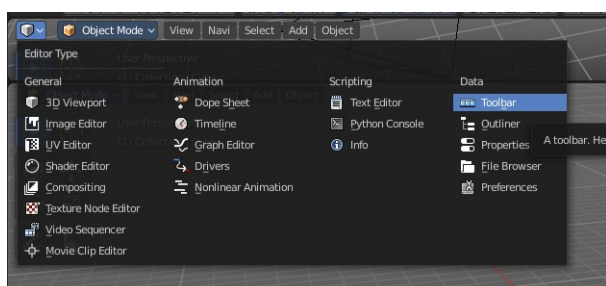 Object Mode View Navi Select Add Object
Editor Type
General
3D Viewport
Image Editor
UV Editor
Shader Editor
Compositing
Texture Node Editor
Video Sequencer
Movie Clip Editor
Animation
Dope Sheet
Timeline
Graph Editor
Drivers
Nonlinear Animation
Scripting
Text Editor
Python Console
Info
Data
Toolbar
Outliner
Properties
File Browser
Preferences
A toolbar. He
User Perspective